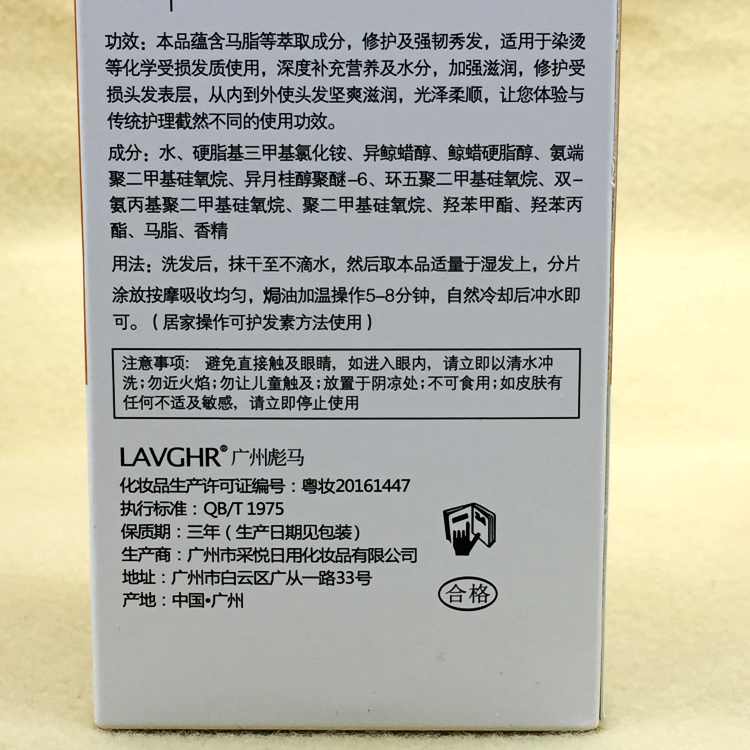 功效：本品蕴含马脂等萃取成分，修护及强韧秀发，适用于染烫
等化学受损发质使用，深度补充营养及水分，加强滋润，修护受
损头发表层，从内到外使头发坚爽滋润，光泽柔顺，让您体验与
传统护理截然不同的使用功效。
成分：水、硬脂基三甲基氯化铵、异鲸蜡醇、鲸蜡硬脂醇、氨端
聚二甲基硅氧烷、异月桂醇聚醚-6、环五聚二甲基硅氧烷、双-
氨丙基聚二甲基硅氧烷、聚二甲基硅氧烷、羟苯甲酯、羟苯丙
酯、马脂、香精
用法：洗发后，抹干至不滴水，然后取本品适量于湿发上，分片
涂放按摩吸收均匀，焗油加温操作5-8分钟，自然冷却后冲水即
可。（居家操作可护发素方法使用）
注意事项： 避免直接触及眼睛，如进入眼内，请立即以清水冲
洗；勿近火焰；勿让儿童触及；放置于阴凉处；不可食用；如皮肤有
任何不适及敏感，请立即停止使用
LAVGHR® 广州彪马
化妆品生产许可证编号：粤妆20161447
执行标准：QB/T 1975
保质期：三年（生产日期见包装）
生产商：广州市采悦日用化妆品有限公司
地址：广州市白云区广从一路33号
产地：中国•广州
合格